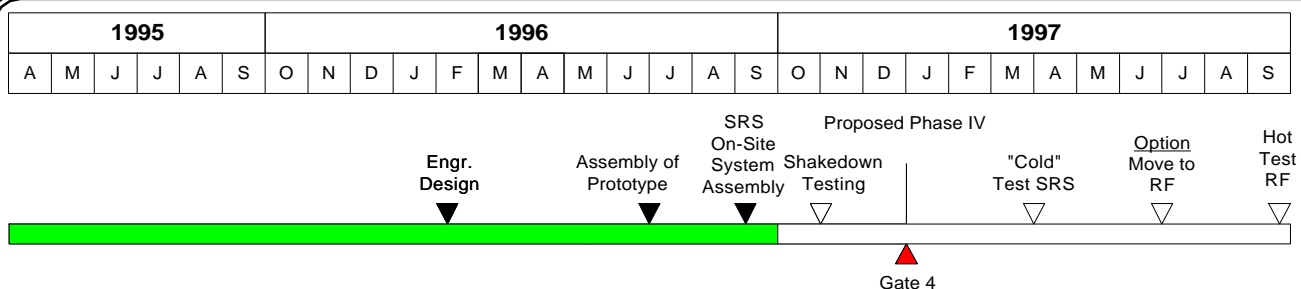 1995 1996 1997
A M J J A S O N D J F M A M J J A S O N D J F M A M J J A S
Engr.
Design
Assembly of
Prototype
SRS
On-Site
System
Assembly
Shakedown
Testing
Proposed Phase IV
"Cold"
Test SRS
Option
Move to
RF
Hot
Test
RF
Gate 4